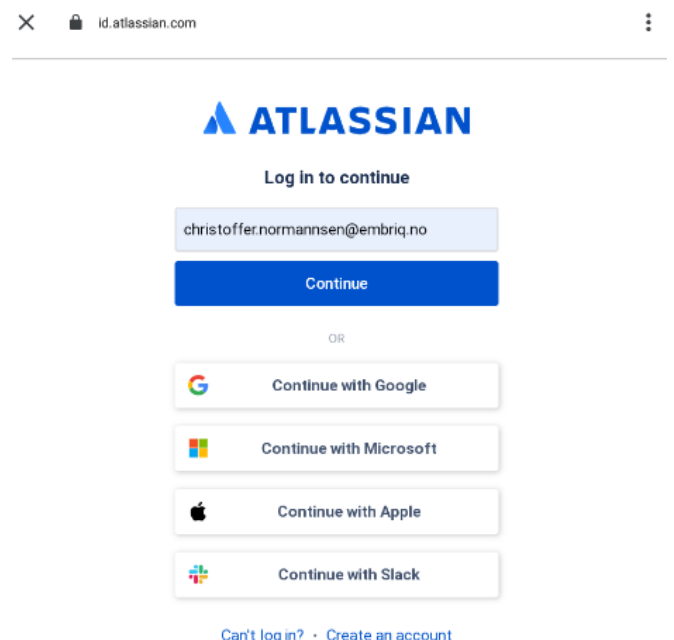 id.atlassian.com
ATLASSIAN
Log in to continue
christoffer.normannsen@embriq.no
Continue
OR
Continue with Google
Continue with Microsoft
Continue with Apple
Continue with Slack
Can't log in? • Create an account